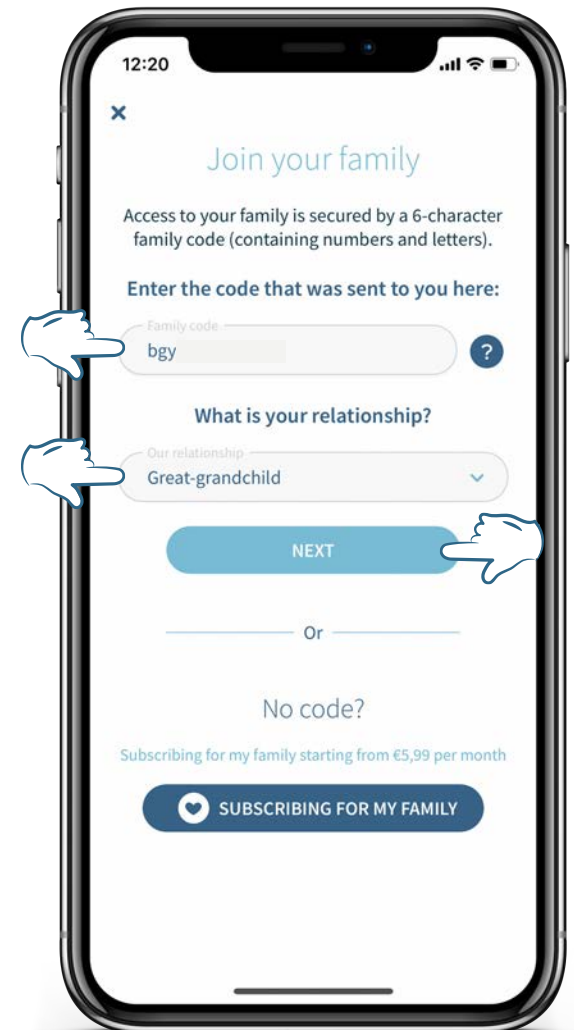 12:20
Join your family
Access to your family is secured by a 6-character
family code (containing numbers and letters).
Enter the code that was sent to you here:
Family code
bgy
?
What is your relationship?
Our relationship
Great-grandchild
NEXT
Or
No code?
Subscribing for my family starting from €5,99 per month
SUBSCRIBING FOR MY FAMILY